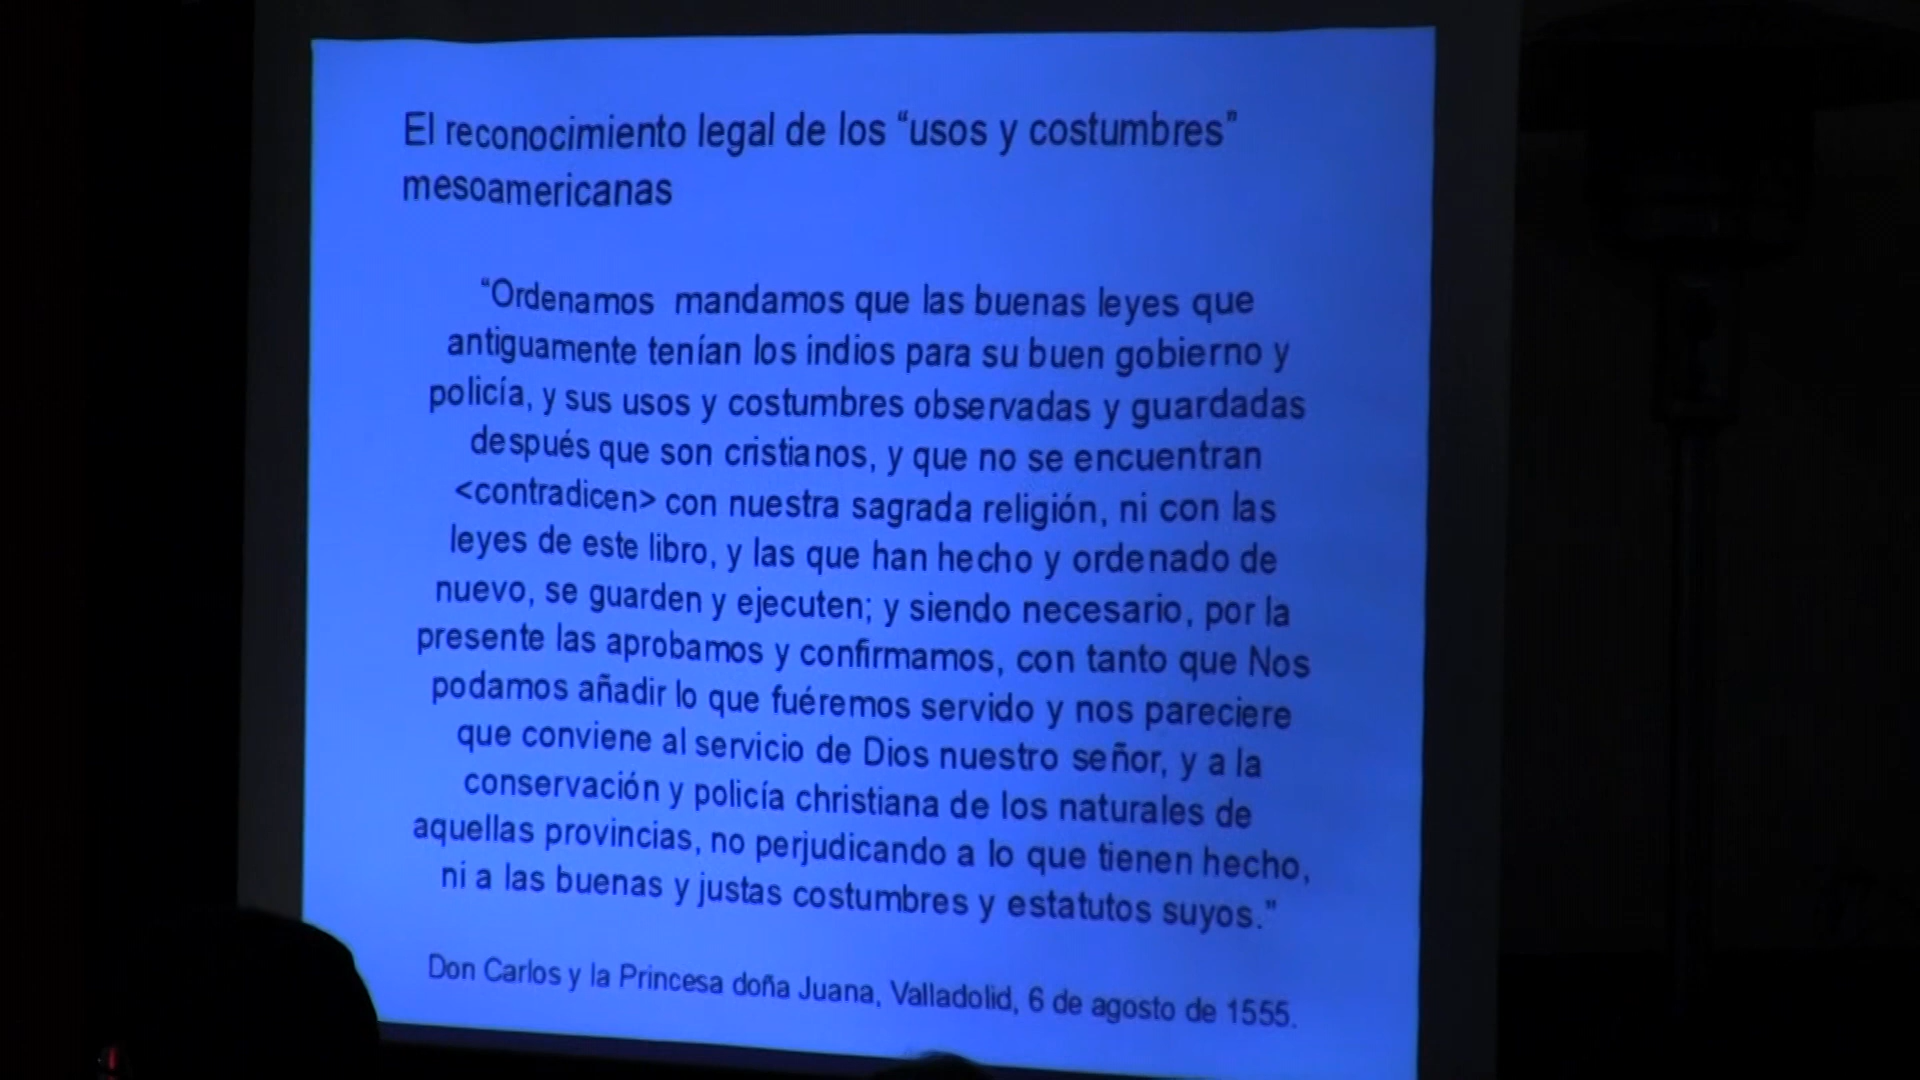 El reconocimiento legal de los “usos y costumbres”
mesoamericanas
“Ordenamos mandamos que las buenas leyes que
antiguamente tenían los indios para su buen gobierno y
policía, y sus usos y costumbres observadas y guardadas
después que son cristianos, y que no se encuentran
<contradicen> con nuestra sagrada religión, ni con las
leyes de este libro, y las que han hecho y ordenado de
nuevo, se guarden y ejecuten; y siendo necesario, por la
presente las aprobamos y confirmamos, con tanto que Nos
podamos añadir lo que fuéremos servido y nos pareciere
que conviene al servicio de Dios nuestro señor, y a la
conservación y policía christiana de los naturales de
aquellas provincias, no perjudicando a lo que tienen hecho,
ni a las buenas y justas costumbres y estatutos suyos.”
Don Carlos y la Princesa doña Juana, Valladolid, 6 de agosto de 1555.